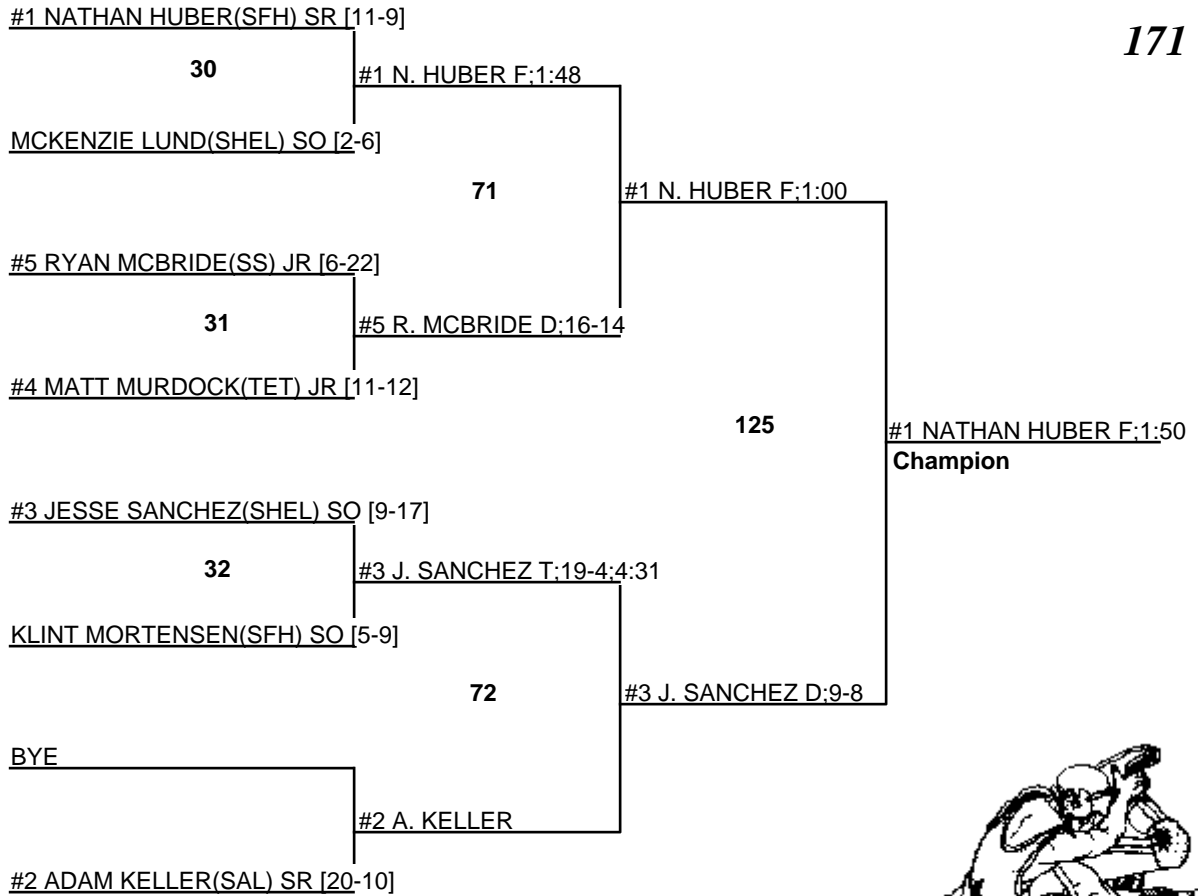 #1 NATHAN HUBER(SFH) SR [11-9]
171
30
#1 N. HUBER F;1:48
MCKENZIE LUND(SHEL) SO [2-6]
71
#1 N. HUBER F;1:00
#5 RYAN MCBRIDE(SS) JR [6-22]
31
#5 R. MCBRIDE D;16-14
#4 MATT MURDOCK(TET) JR [11-12]
125
#1 NATHAN HUBER F;1:50
Champion
#3 JESSE SANCHEZ(SHEL) SO [9-17]
32
#3 J. SANCHEZ T;19-4;4:31
KLINT MORTENSEN(SFH) SO [5-9]
72
#3 J. SANCHEZ D;9-8
BYE
#2 A. KELLER
#2 ADAM KELLER(SAL) SR [20-10]